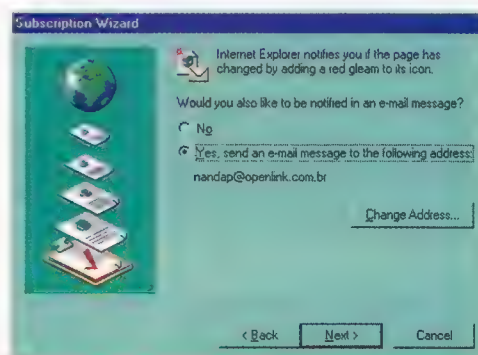 Subscription Wizard
Internet Explorer notifies you if the page has
changed by adding a red gleam to its icon.
Would you also like to be notified in an e-mail message?
No
Yes, send an e-mail message to the following address:
nandap@openlink.com.br
Change Address...
< Back
Next >
Cancel